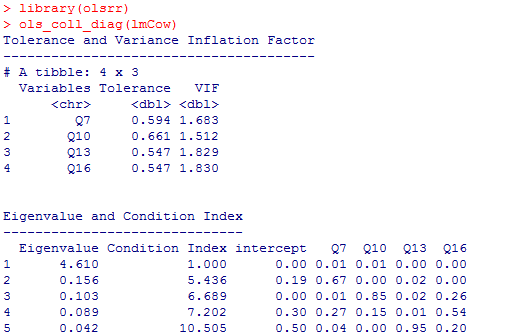 > library(olsrr)
> ols_coll_diag(lmCow)
Tolerance and Variance Inflation Factor
---------------------------------------
# A tibble: 4 x 3
  Variables Tolerance   VIF
      <chr>     <dbl> <dbl>
1        Q7     0.594 1.683
2       Q10     0.661 1.512
3       Q13     0.547 1.829
4       Q16     0.547 1.830
Eigenvalue and Condition Index
------------------------------
  Eigenvalue Condition Index intercept   Q7  Q10  Q13  Q16
1      4.610           1.000      0.00 0.01 0.01 0.00 0.00
2      0.156           5.436      0.19 0.67 0.00 0.02 0.00
3      0.103           6.689      0.00 0.01 0.85 0.02 0.26
4      0.089           7.202      0.30 0.27 0.15 0.01 0.54
5      0.042          10.505      0.50 0.04 0.00 0.95 0.20